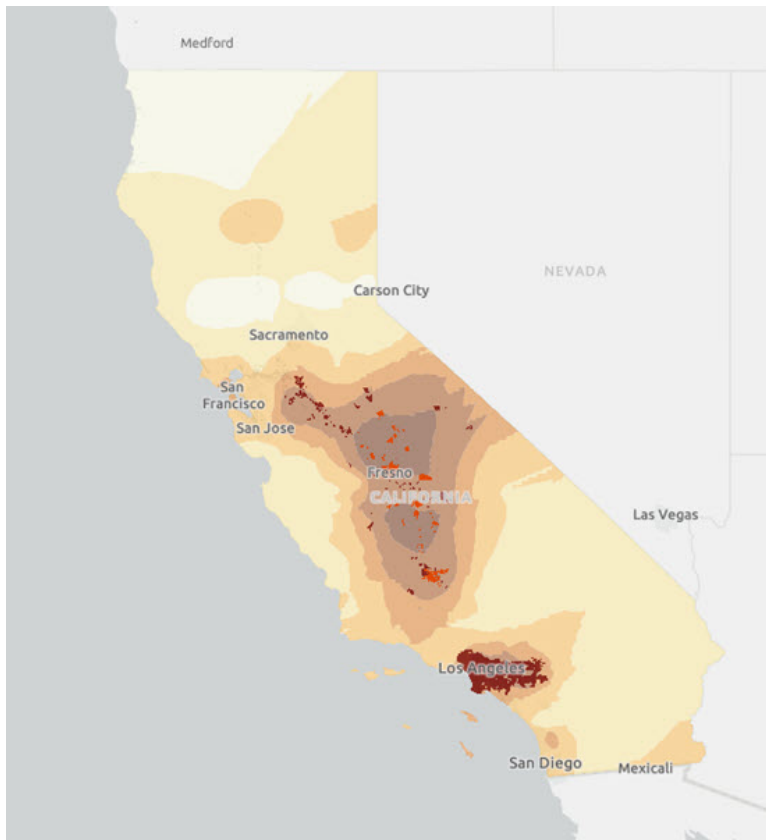 Medford
NEVADA
Carson City
Sacramento
San
Francisco
San Jose
Fresno
CALIFORNIA
Las Vegas
Los Angeles
San Diego
Mexicali